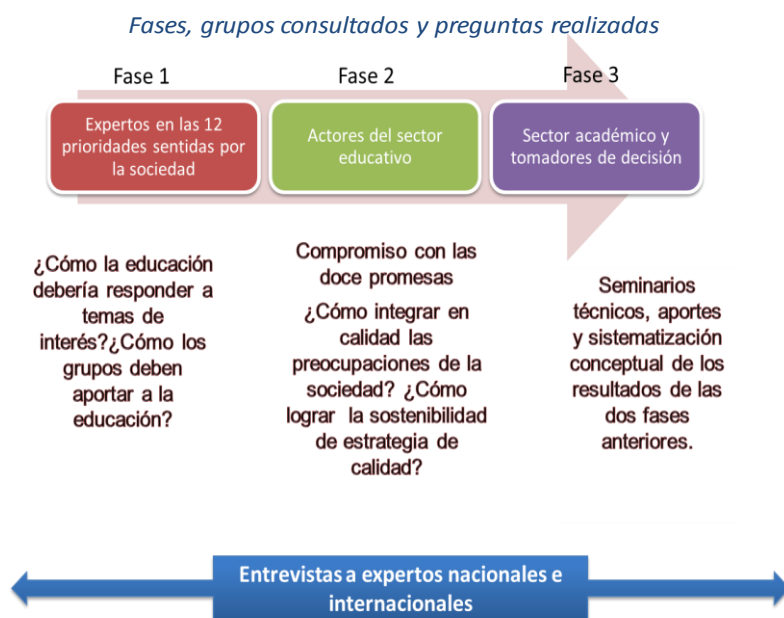 Fases, grupos consultados y preguntas realizadas
Fase 1
Fase 2
Fase 3
Expertos en las 12
prioridades sentidas por
la sociedad
Actores del sector
educativo
Sector académico y
tomadores de decisión
¿Cómo la educación
debería responder a
temas de
interés?¿Cómo los
grupos deben
aportar a la
educación?
Compromiso con las
doce promesas
¿Cómo integrar en
calidad las
preocupaciones de la
sociedad? ¿Cómo
lograr la sostenibilidad
de estrategia de
calidad?
Seminarios
técnicos, aportes
y sistematización
conceptual de los
resultados de las
dos fases
anteriores.
Entrevistas a expertos nacionales e
internacionales